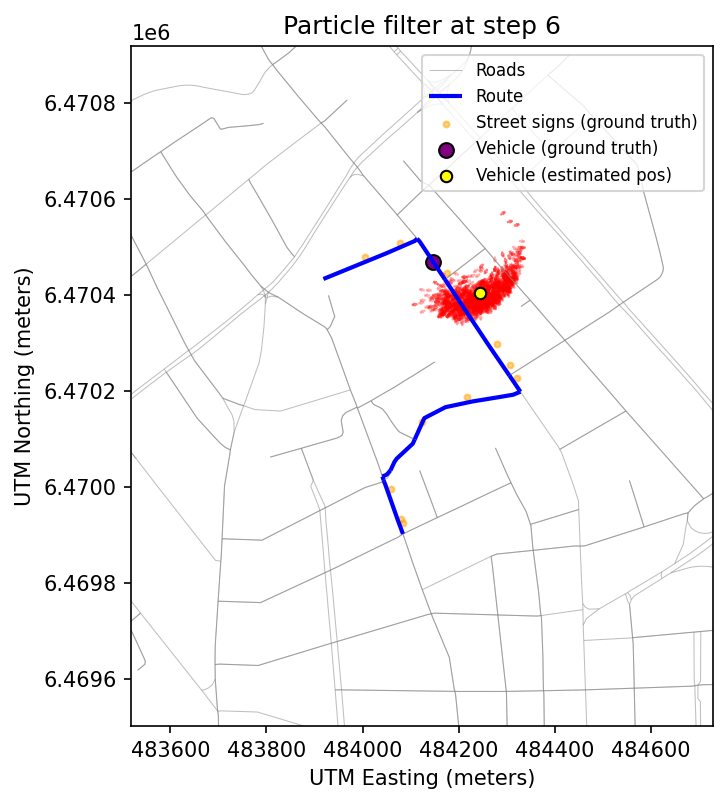 Particle filter at step 6
1e6
Roads
Route
Street signs (ground truth)
Vehicle (ground truth)
Vehicle (estimated pos)
6.4708
6.4706
6.4704
6.4702
6.4700
6.4698
6.4696
UTM Northing (meters)
483600 483800 484000 484200 484400 484600
UTM Easting (meters)